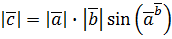 |c̅| = |a̅| ∙ |b̅| sin (a̅^b̅)